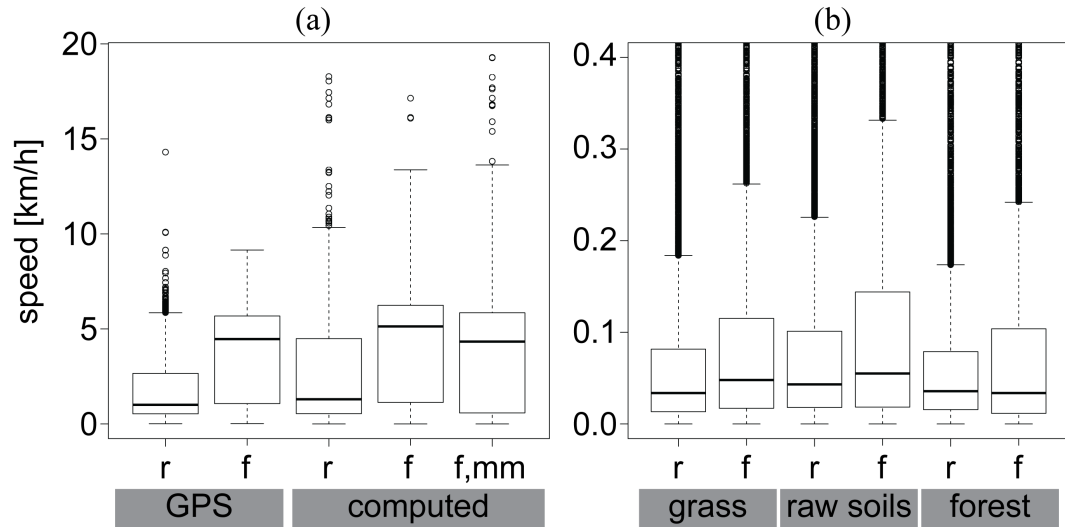 (a) (b)
speed [km/h]
20
15
10
5
0
r f r f f,mm
GPS computed
0.4
0.3
0.2
0.1
0.0
r f r f r f
grass raw soils forest